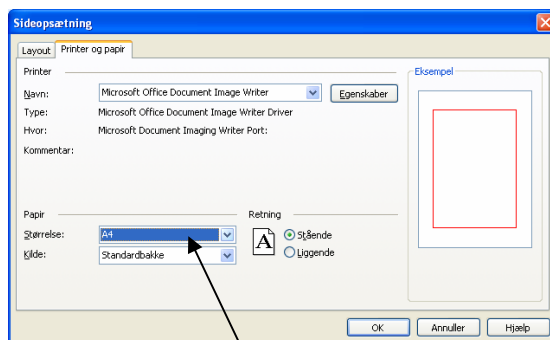 Sideopsætning
Layout Printer og papir
Printer
Navn: Microsoft Office Document Image Writer Egenskaber
Type: Microsoft Office Document Image Writer Driver
Hvor: Microsoft Document Imaging Writer Port:
Kommentar:
Papir
Størrelse: A4
Kilde: Standardbakke
Retning
A
Stående
Liggende
Eksempel
OK Annuller Hjælp